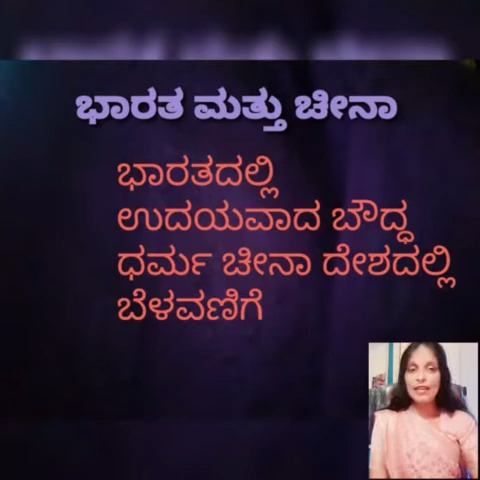 ಭಾರತ ಮತ್ತು ಚೀನಾ
ಭಾರತದಲ್ಲಿ
ಉದಯವಾದ ಬೌದ್ಧ
ಧರ್ಮ ಚೀನಾ ದೇಶದಲ್ಲಿ
ಬೆಳವಣಿಗೆ